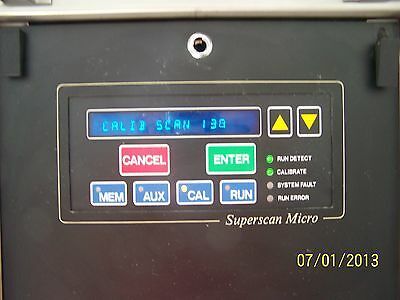 CALIB SCAN 130
CANCEL
ENTER
RUN DETECT
CALIBRATE
SYSTEM FAULT
RUN ERROR
MEM
AUX
CAL
RUN
Superscan Micro
07/01/2013